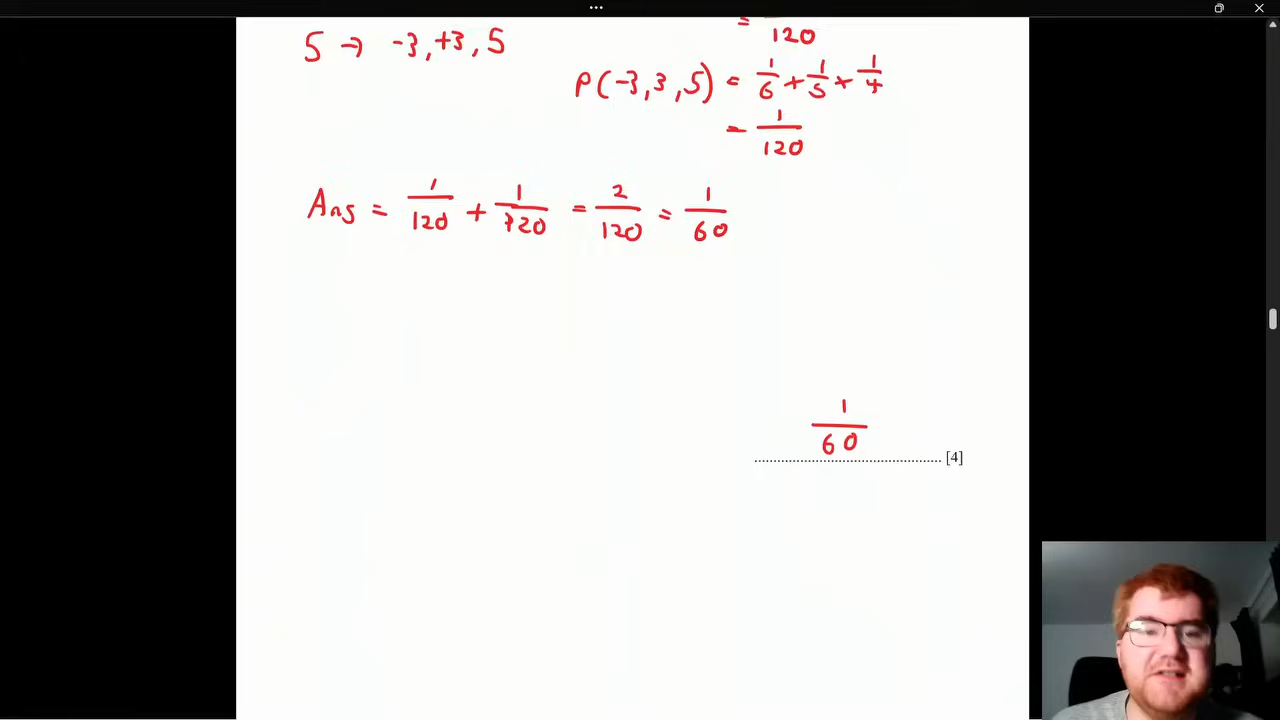 =
120
5 → -3, +3, 5
P(-3, 3, 5) = 1/6 × 1/5 × 1/4
= 1/120
Ans = 1/120 + 1/120 = 2/120 = 1/60
1/60
[4]